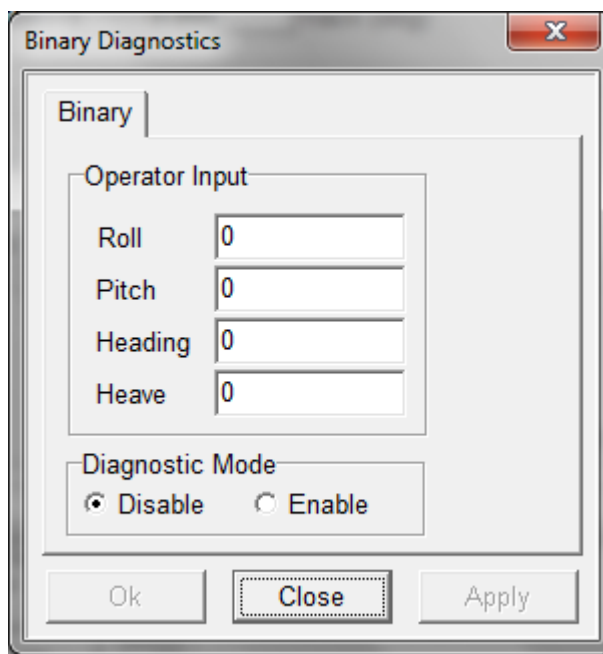 Binary Diagnostics
Binary
Operator Input
Roll 0
Pitch 0
Heading 0
Heave 0
Diagnostic Mode
Disable Enable
Ok Close Apply